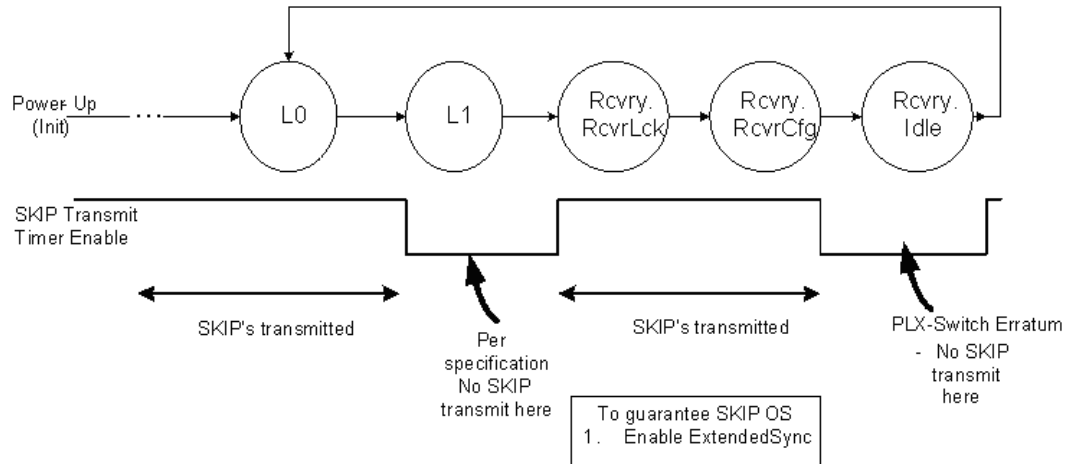 Power-Up
(Init)
...
L0
L1
Rcvry.
RcvrLck
Rcvry.
RcvrCfg
Rcvry.
Idle
SKIP Transmit
Timer Enable
SKIP's transmitted
Per
specification
No SKIP
transmit here
SKIP's transmitted
PLX-Switch Erratum
- No SKIP
transmit
here
To guarantee SKIP OS
1. Enable ExtendedSync